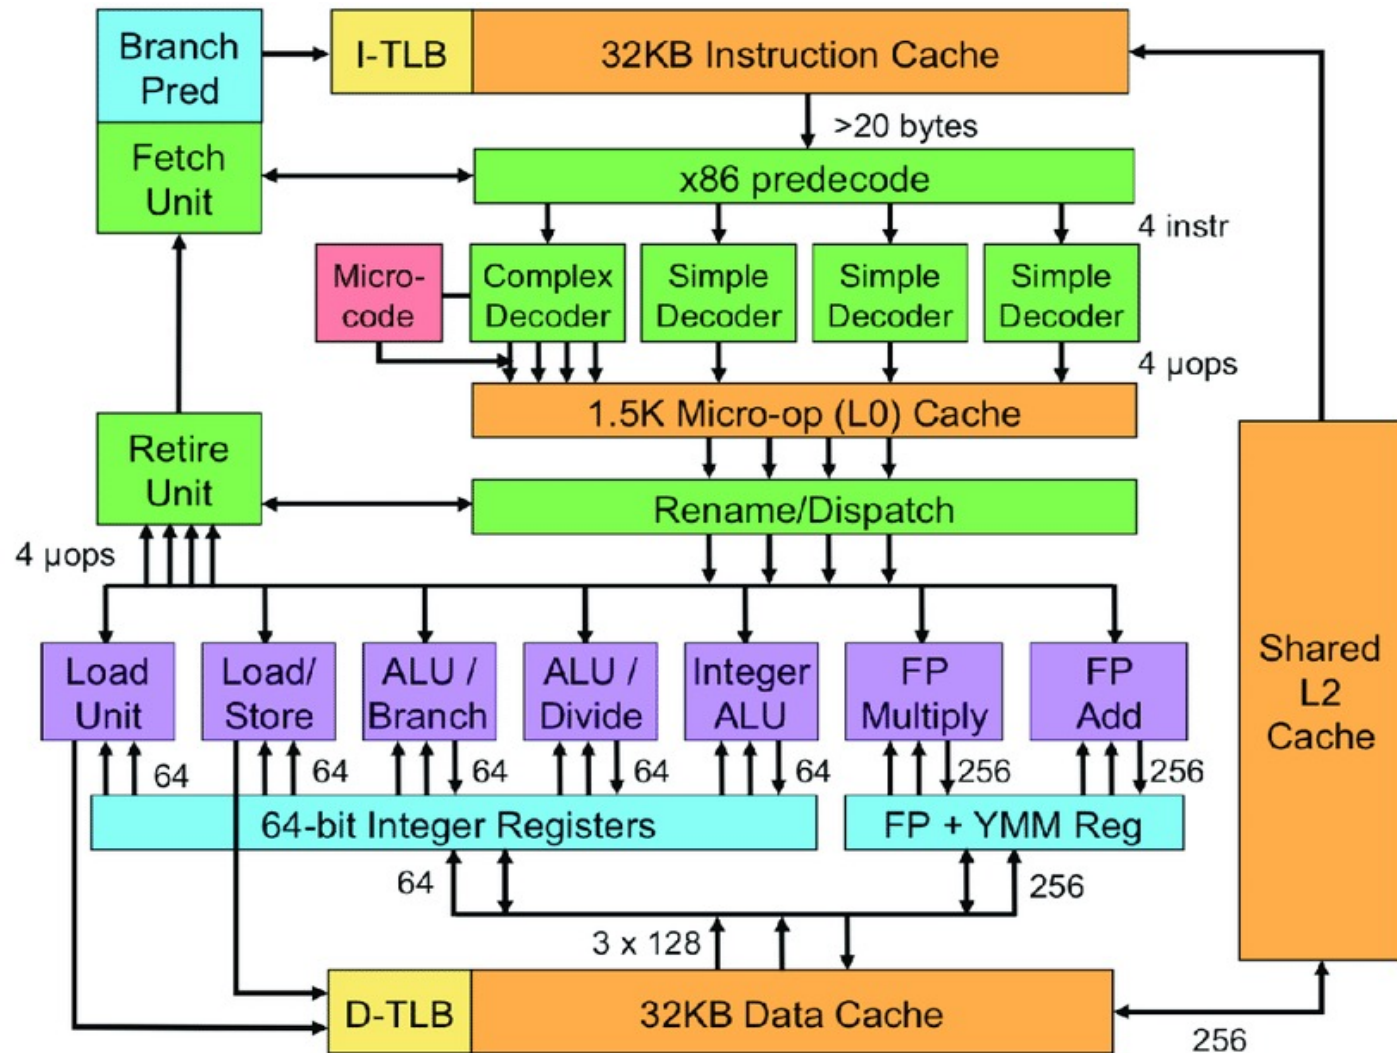 Branch
Pred
I-TLB
32KB Instruction Cache
>20 bytes
Fetch
Unit
x86 predecode
4 instr
Micro-
code
Complex
Decoder
Simple
Decoder
Simple
Decoder
Simple
Decoder
4 µops
1.5K Micro-op (L0) Cache
Retire
Unit
Rename/Dispatch
4 µops
Load
Unit
Load/
Store
ALU /
Branch
ALU /
Divide
Integer
ALU
FP
Multiply
FP
Add
Shared
L2
Cache
64
64
64
64
64
256
256
64-bit Integer Registers
FP + YMM Reg
64
256
3 x 128
D-TLB
32KB Data Cache
256